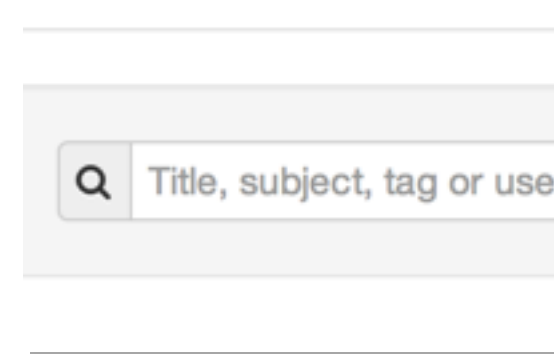 Title, subject, tag or use